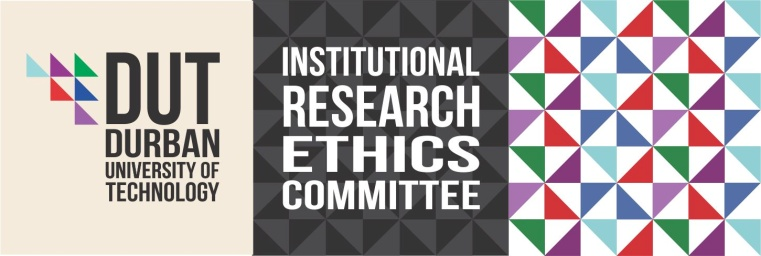 DUT
DURBAN
UNIVERSITY OF
TECHNOLOGY
INSTITUTIONAL
RESEARCH
ETHICS
COMMITTEE